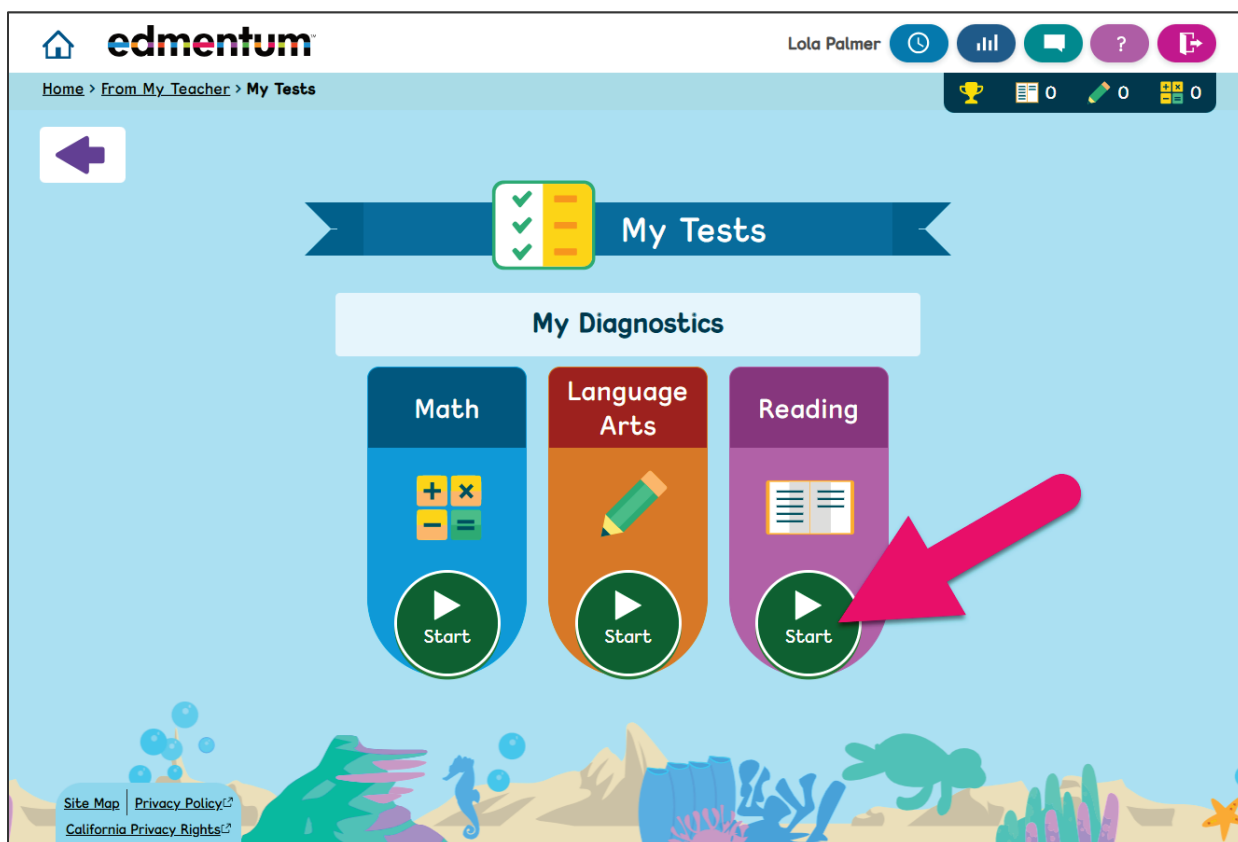 edmentum™
Lola Palmer
?
Home > From My Teacher > My Tests
0 0 0
My Tests
My Diagnostics
Math
Language
Arts
Reading
Start Start Start
Site Map | Privacy Policy
California Privacy Rights